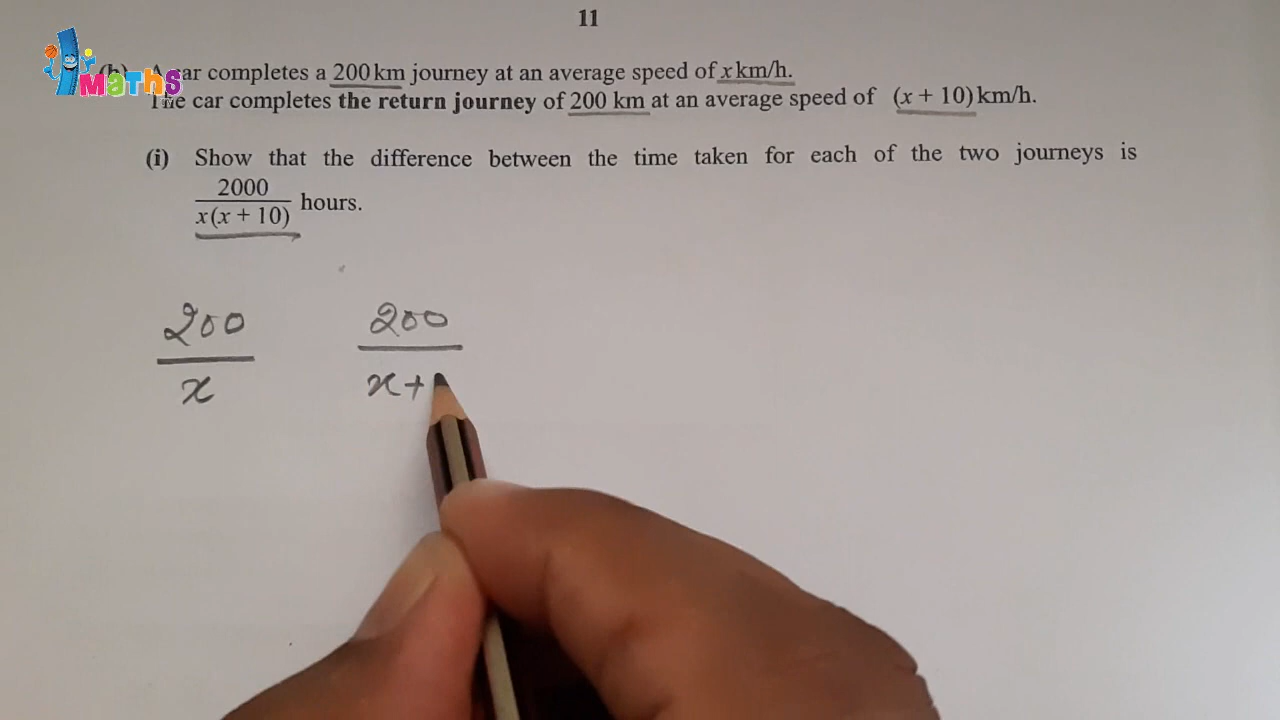 11
MaTHs
(b) A car completes a 200 km journey at an average speed of x km/h.
The car completes the return journey of 200 km at an average speed of (x + 10) km/h.
(i) Show that the difference between the time taken for each of the two journeys is
2000
x(x + 10) hours.
200 200
x x+